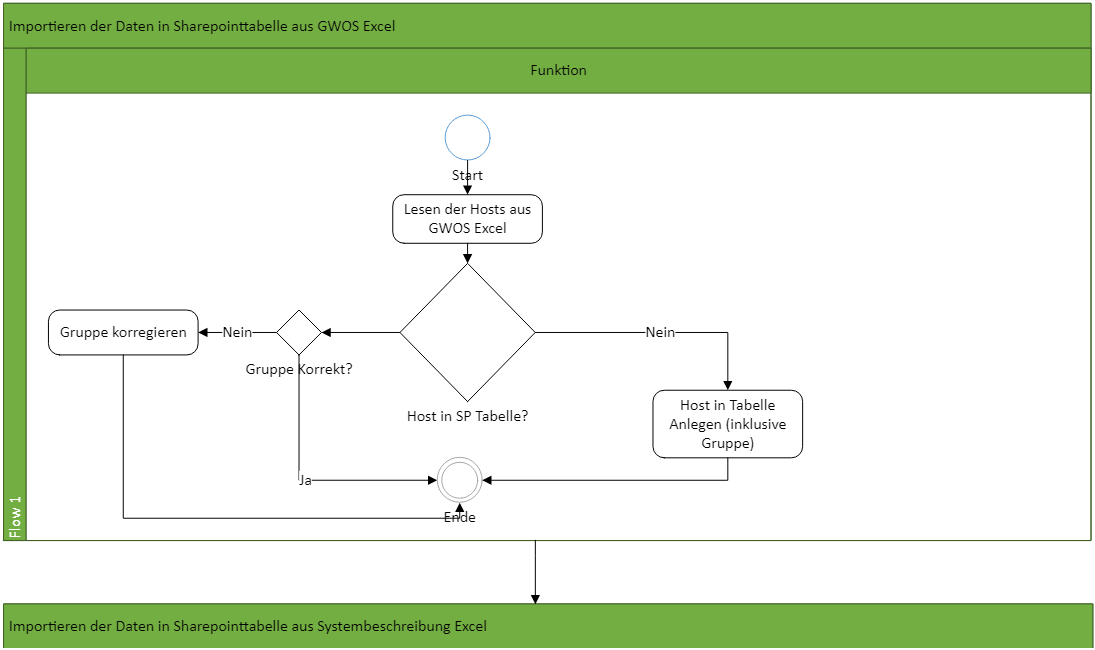 Importieren der Daten in Sharepointtabelle aus GWOS Excel
Funktion
Start
Lesen der Hosts aus
GWOS Excel
Gruppe korregieren
Nein
Nein
Gruppe Korrekt?
Host in SP Tabelle?
Host in Tabelle
Anlegen (inklusive
Gruppe)
Ja
Ende
Flow 1
Importieren der Daten in Sharepointtabelle aus Systembeschreibung Excel